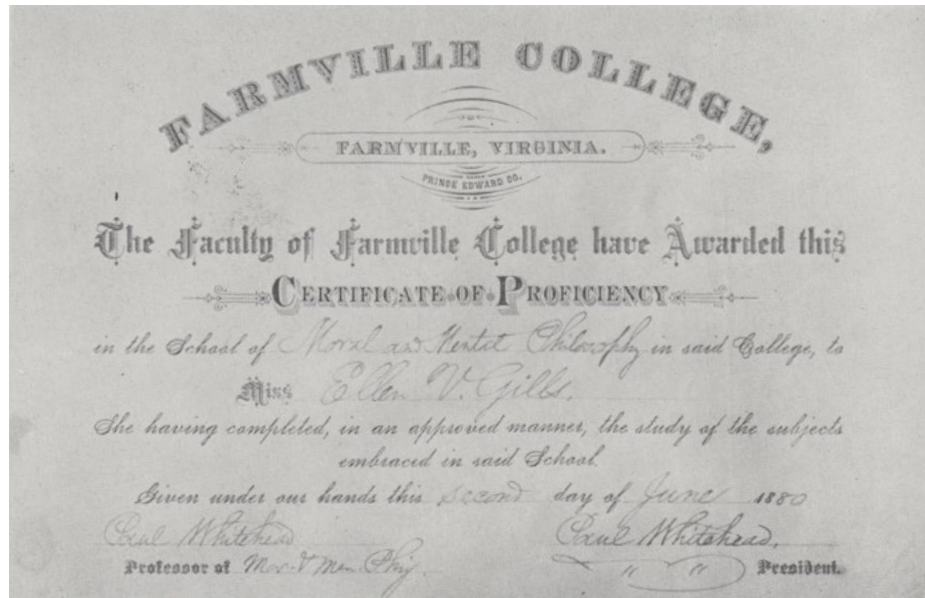 FARMVILLE COLLEGE,
FARMVILLE, VIRGINIA.
PRINCE EDWARD CO.
The Faculty of Farmville College have Awarded this
CERTIFICATE OF PROFICIENCY
in the School of Moral and Mental Philosophy in said College, to
Miss Ellen V. Gills.
She having completed, in an approved manner, the study of the subjects
embraced in said School.
Given under our hands this second day of June 1880
Paul Whitehead Paul Whitehead.
Professor of Mor. & Men. Phi. " " President.